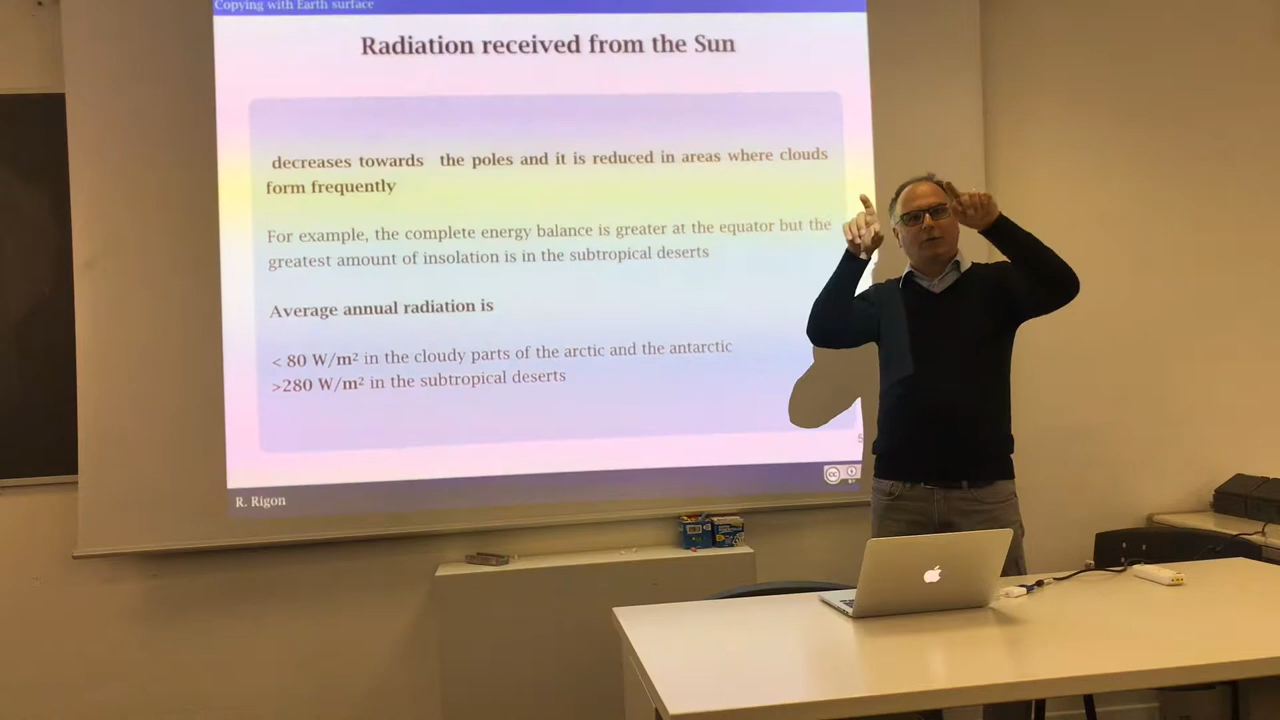 Copying with Earth surface
Radiation received from the Sun
decreases towards the poles and it is reduced in areas where clouds
form frequently
For example, the complete energy balance is greater at the equator but the
greatest amount of insolation is in the subtropical deserts
Average annual radiation is
< 80 W/m² in the cloudy parts of the arctic and the antarctic
>280 W/m² in the subtropical deserts
5
R. Rigon
cc
BY